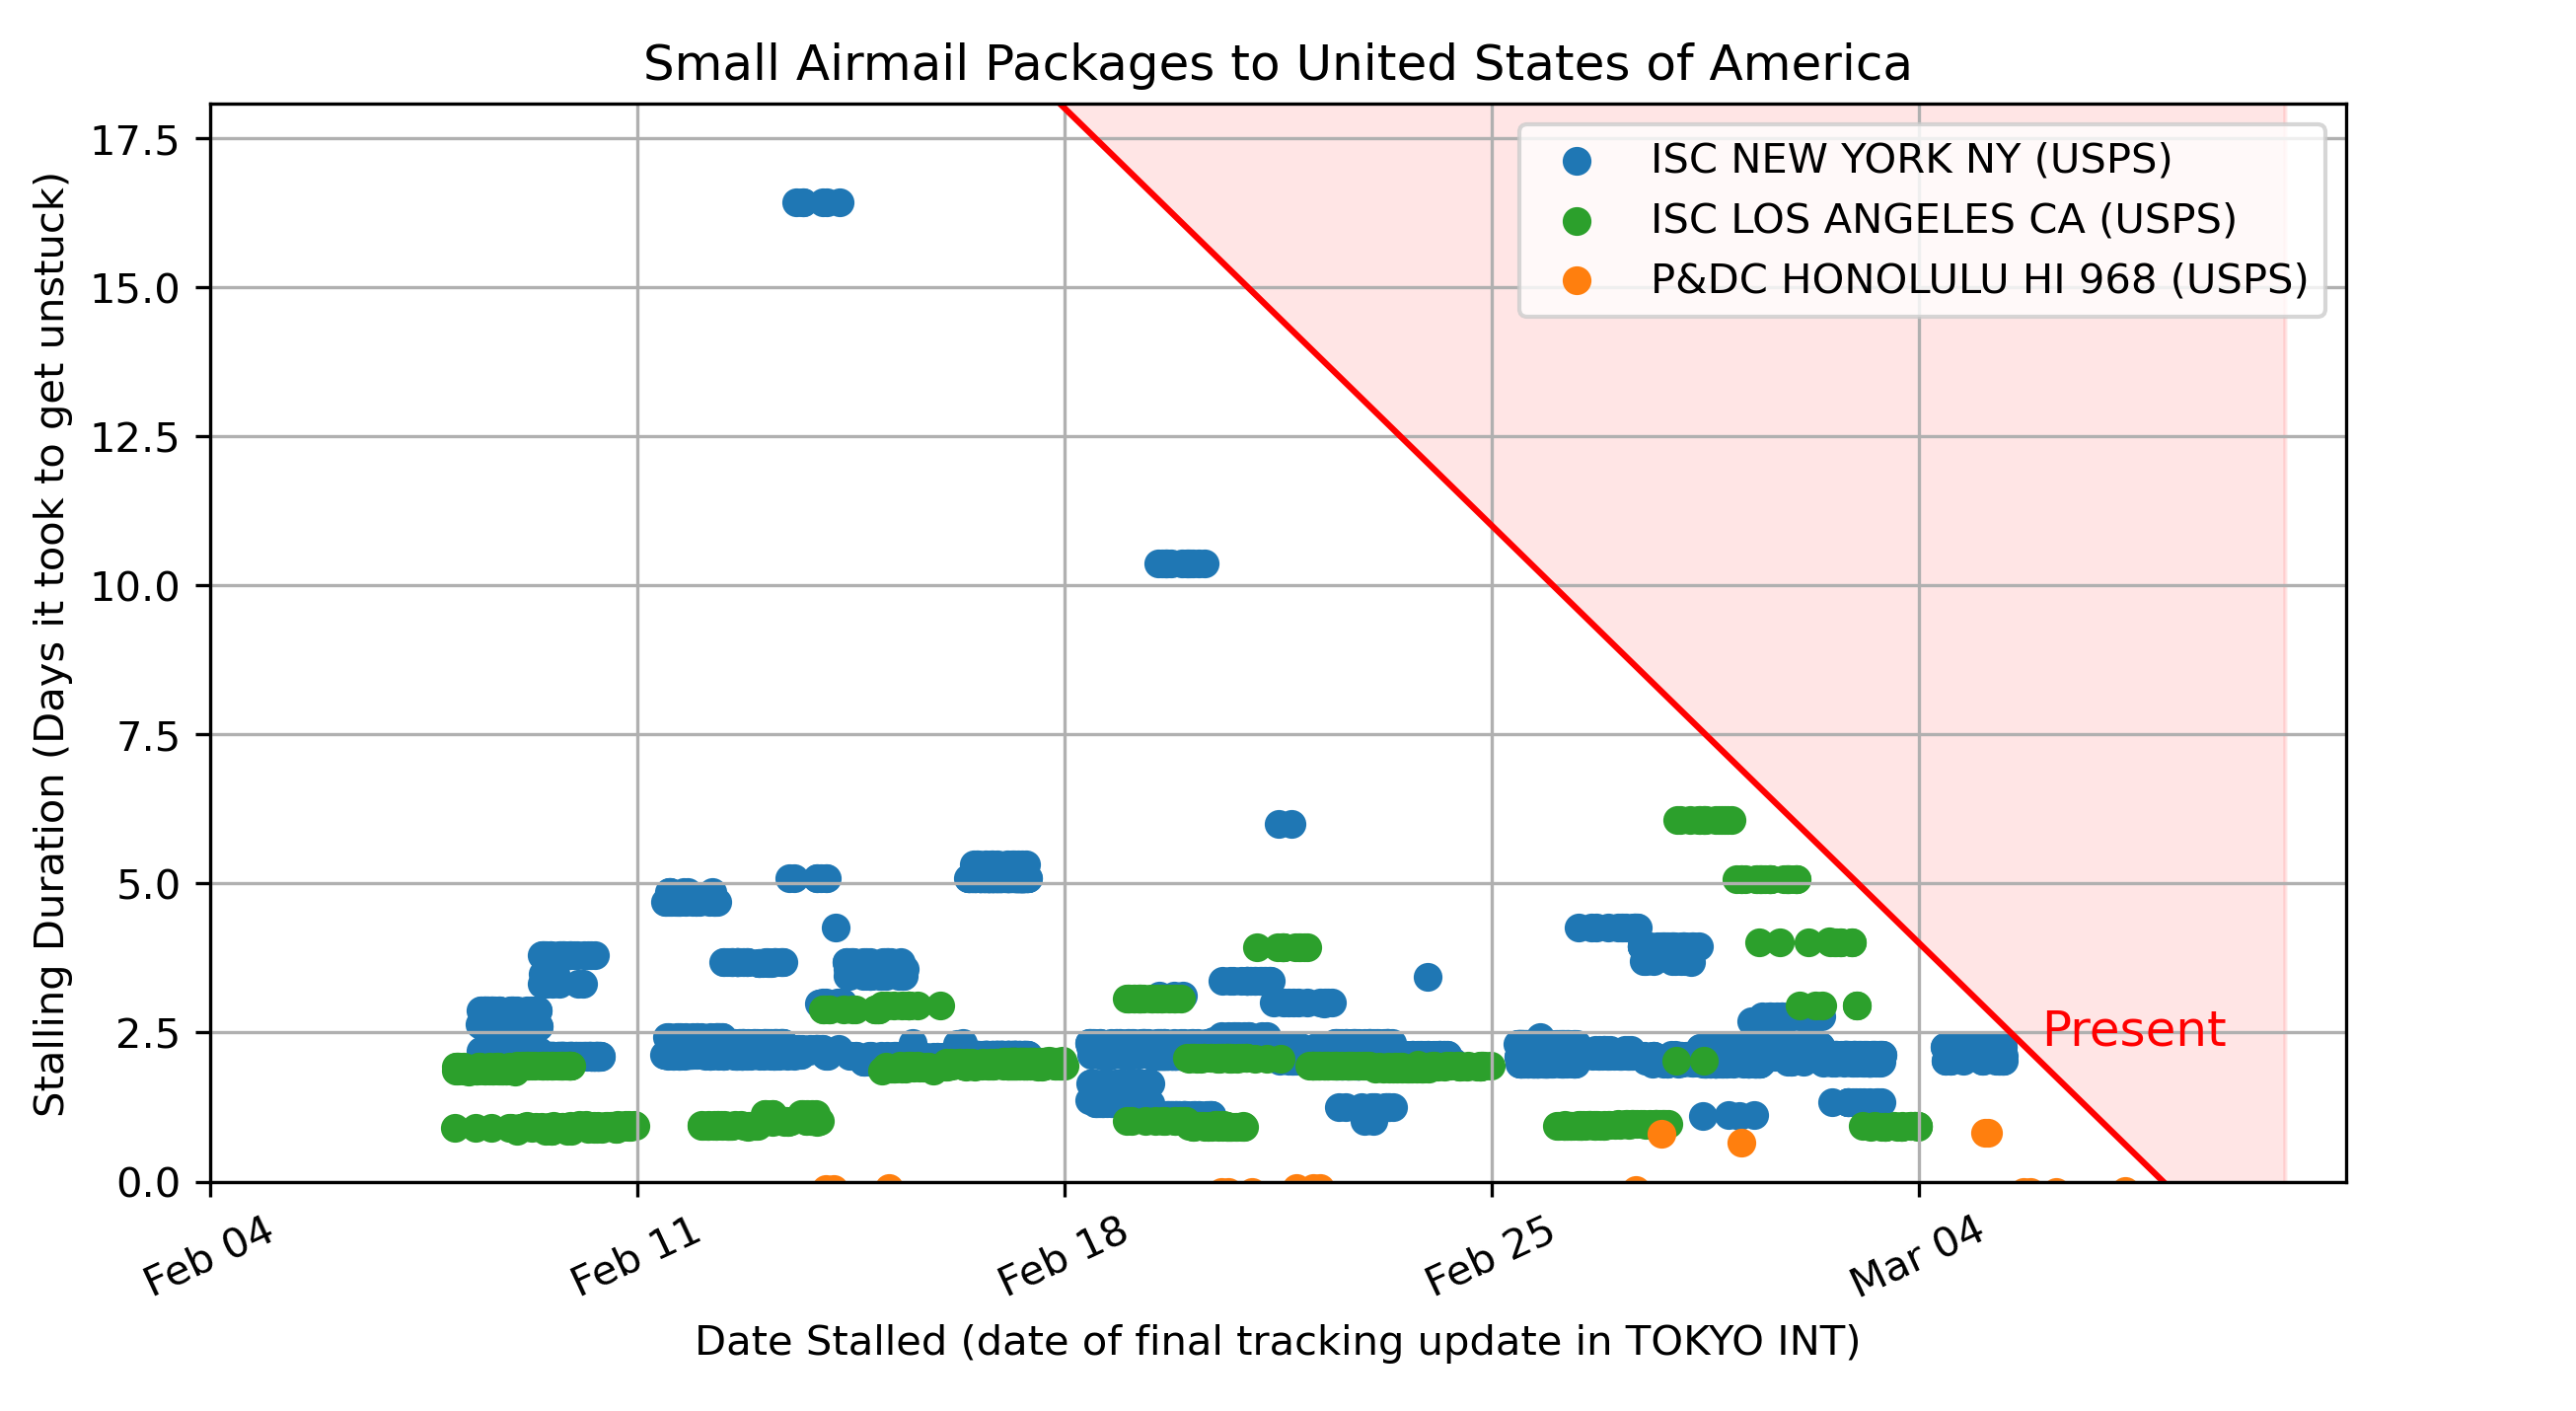 Small Airmail Packages to United States of America
Stalling Duration (Days it took to get unstuck)
17.5
15.0
12.5
10.0
7.5
5.0
2.5
0.0
ISC NEW YORK NY (USPS)
ISC LOS ANGELES CA (USPS)
P&DC HONOLULU HI 968 (USPS)
Present
Feb 04
Feb 11
Feb 18
Feb 25
Mar 04
Date Stalled (date of final tracking update in TOKYO INT)